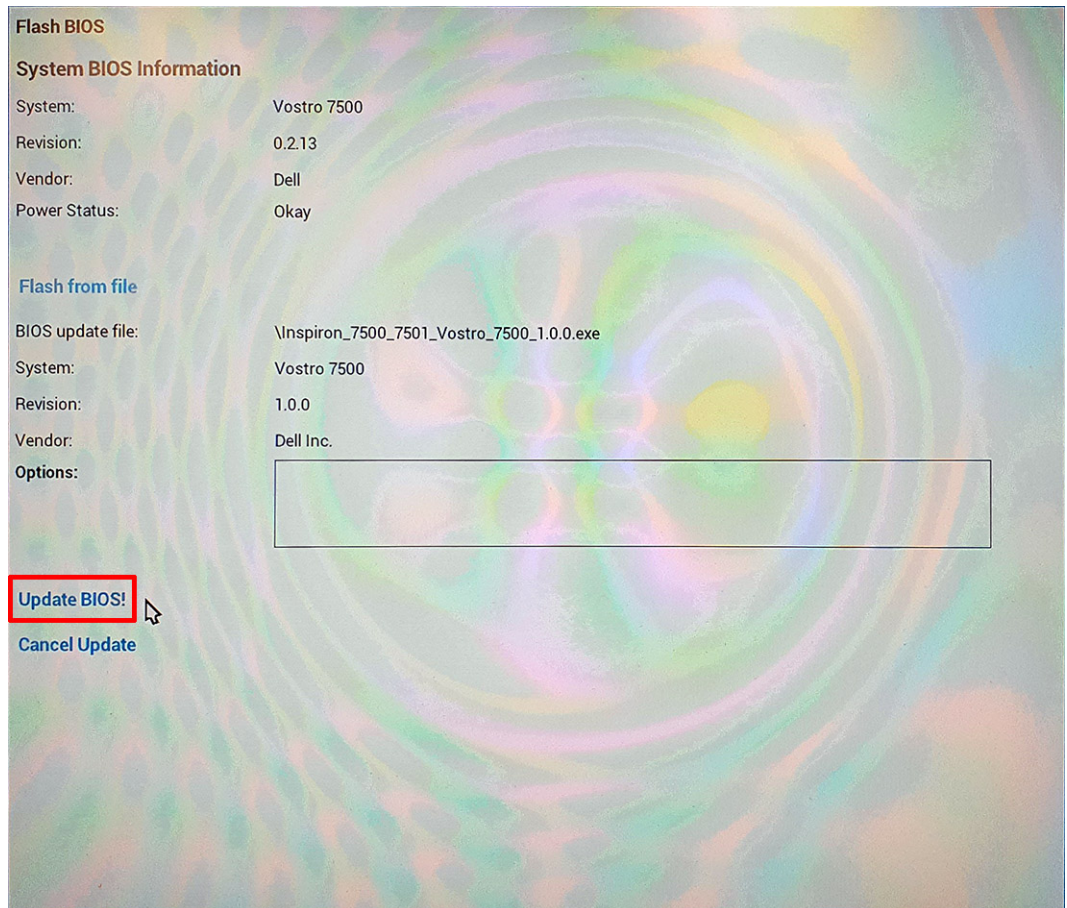 Flash BIOS
System BIOS Information
System: Vostro 7500
Revision: 0.2.13
Vendor: Dell
Power Status: Okay
Flash from file
BIOS update file: \Inspiron_7500_7501_Vostro_7500_1.0.0.exe
System: Vostro 7500
Revision: 1.0.0
Vendor: Dell Inc.
Options:
Update BIOS!
Cancel Update